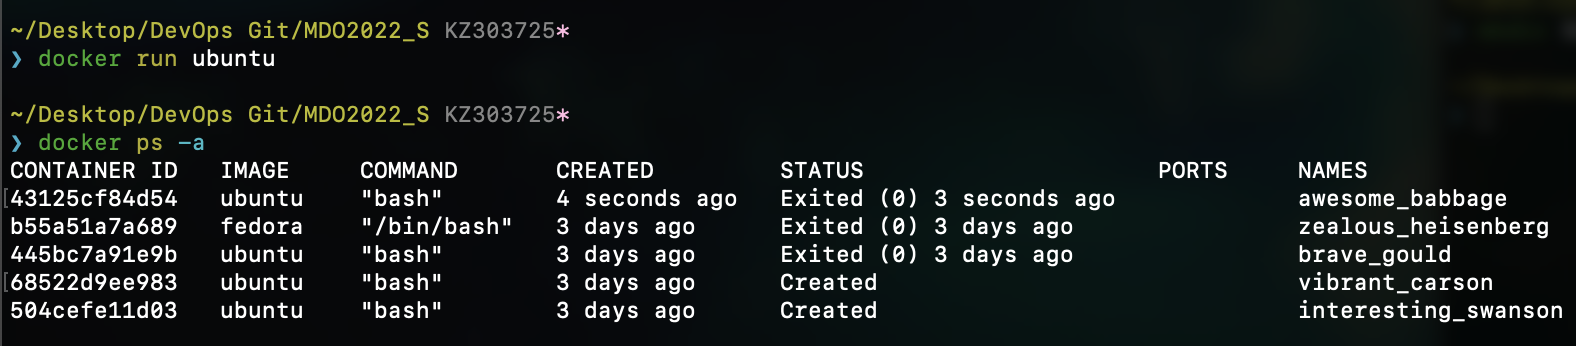 ~/Desktop/DevOps Git/MDO2022_S KZ303725*
❯ docker run ubuntu
~/Desktop/DevOps Git/MDO2022_S KZ303725*
❯ docker ps -a
CONTAINER ID IMAGE COMMAND CREATED STATUS PORTS NAMES
43125cf84d54 ubuntu "bash" 4 seconds ago Exited (0) 3 seconds ago awesome_babbage
b55a51a7a689 fedora "/bin/bash" 3 days ago Exited (0) 3 days ago zealous_heisenberg
445bc7a91e9b ubuntu "bash" 3 days ago Exited (0) 3 days ago brave_gould
68522d9ee983 ubuntu "bash" 3 days ago Created vibrant_carson
504cefe11d03 ubuntu "bash" 3 days ago Created interesting_swanson